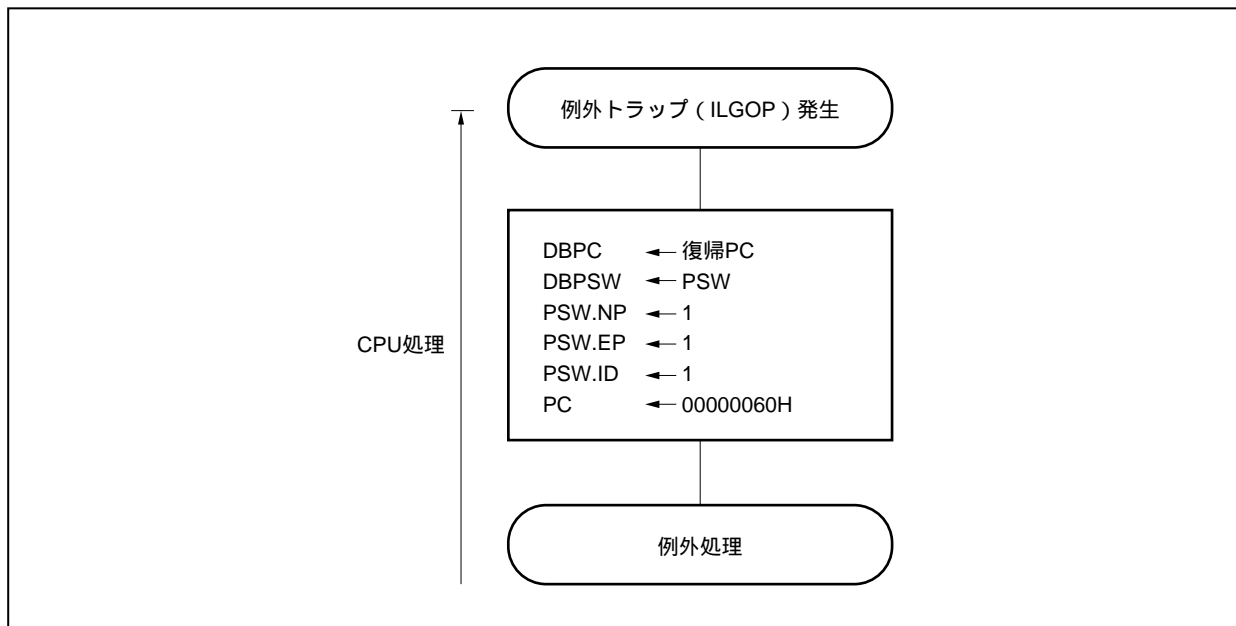 例外トラップ（ILGOP）発生
CPU処理
DBPC ← 復帰PC
DBPSW ← PSW
PSW.NP ← 1
PSW.EP ← 1
PSW.ID ← 1
PC ← 00000060H
例外処理